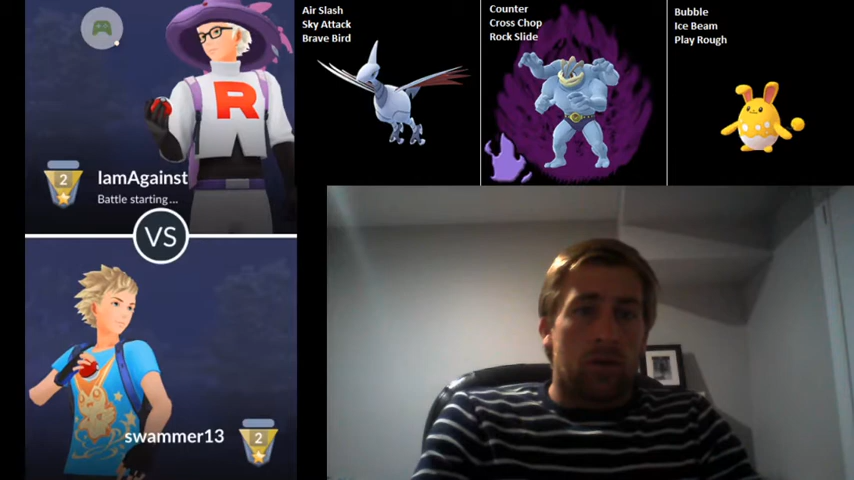 Air Slash
Sky Attack
Brave Bird
Counter
Cross Chop
Rock Slide
Bubble
Ice Beam
Play Rough
R
2
IamAgainst
Battle starting...
VS
swammer13
2